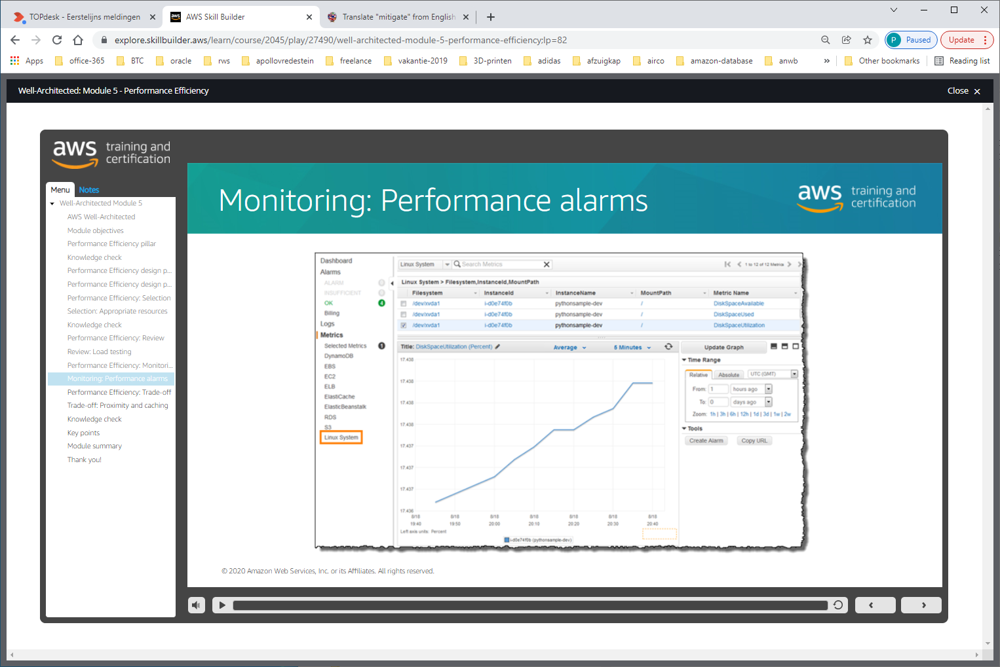 TOPdesk - Eerstelijns meldingen
AWS Skill Builder
Translate "mitigate" from English
explore.skillbuilder.aws/learn/course/2045/play/27490/well-architected-module-5-performance-efficiency;lp=82
P Paused
Update
Apps
office-365
BTC
oracle
rws
apollovredestein
freelance
vakantie-2019
3D-printen
adidas
afzuigkap
airco
amazon-database
anwb
»
Other bookmarks
Reading list
Well-Architected: Module 5 - Performance Efficiency
Close
aws training and certification
Menu
Notes
Well-Architected Module 5
AWS Well-Architected
Module objectives
Performance Efficiency pillar
Knowledge check
Performance Efficiency design p...
Performance Efficiency design p...
Performance Efficiency: Selection
Selection: Appropriate resources
Knowledge check
Performance Efficiency: Review
Review: Load testing
Performance Efficiency: Monitori...
Monitoring: Performance alarms
Performance Efficiency: Trade-off
Trade-off: Proximity and caching
Knowledge check
Key points
Module summary
Thank you!
Monitoring: Performance alarms
aws training and certification
Dashboard
Alarms
ALARM 0
INSUFFICIENT 0
OK 4
Billing
Logs
Metrics
Selected Metrics 1
DynamoDB
EBS
EC2
ELB
ElastiCache
ElasticBeanstalk
RDS
S3
Linux System
Linux System
Search Metrics
1 to 12 of 12 Metrics
Linux System > Filesystem,InstanceId,MountPath
Filesystem InstanceId InstanceName MountPath Metric Name
/dev/xvda1 i-d0e74f0b pythonsample-dev / DiskSpaceAvailable
/dev/xvda1 i-d0e74f0b pythonsample-dev / DiskSpaceUsed
/dev/xvda1 i-d0e74f0b pythonsample-dev / DiskSpaceUtilization
Title: DiskSpaceUtilization (Percent)
Average
5 Minutes
17.438
17.438
17.438
17.438
17.437
17.437
17.437
17.436
8/18 8/18 8/18 8/18 8/18 8/18 8/18
19:40 19:50 20:00 20:10 20:20 20:30 20:40
Left axis units: Percent
i-d0e74f0b (pythonsample-dev)
Update Graph
Time Range
Relative
Absolute
UTC (GMT)
From: 1 hours ago
To: 0 days ago
Zoom: 1h | 3h | 6h | 12h | 1d | 3d | 1w | 2w
Tools
Create Alarm
Copy URL
© 2020 Amazon Web Services, Inc. or its Affiliates. All rights reserved.